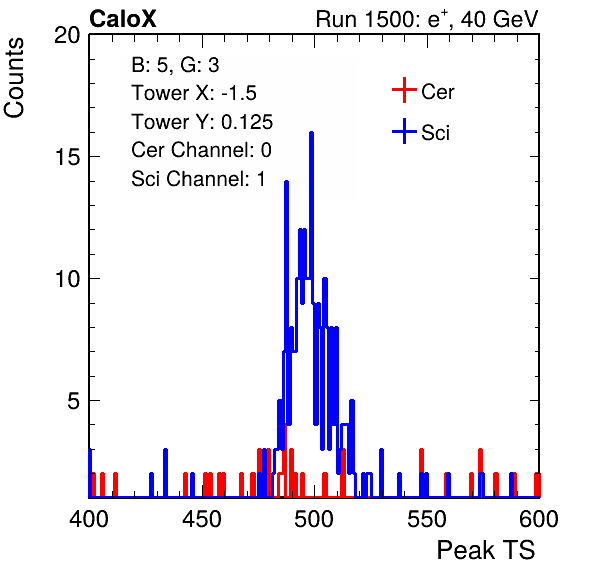 CaloX Run 1500: e⁺, 40 GeV
Counts
20
15
10
5
B: 5, G: 3
Tower X: -1.5
Tower Y: 0.125
Cer Channel: 0
Sci Channel: 1
Cer
Sci
400 450 500 550 600
Peak TS